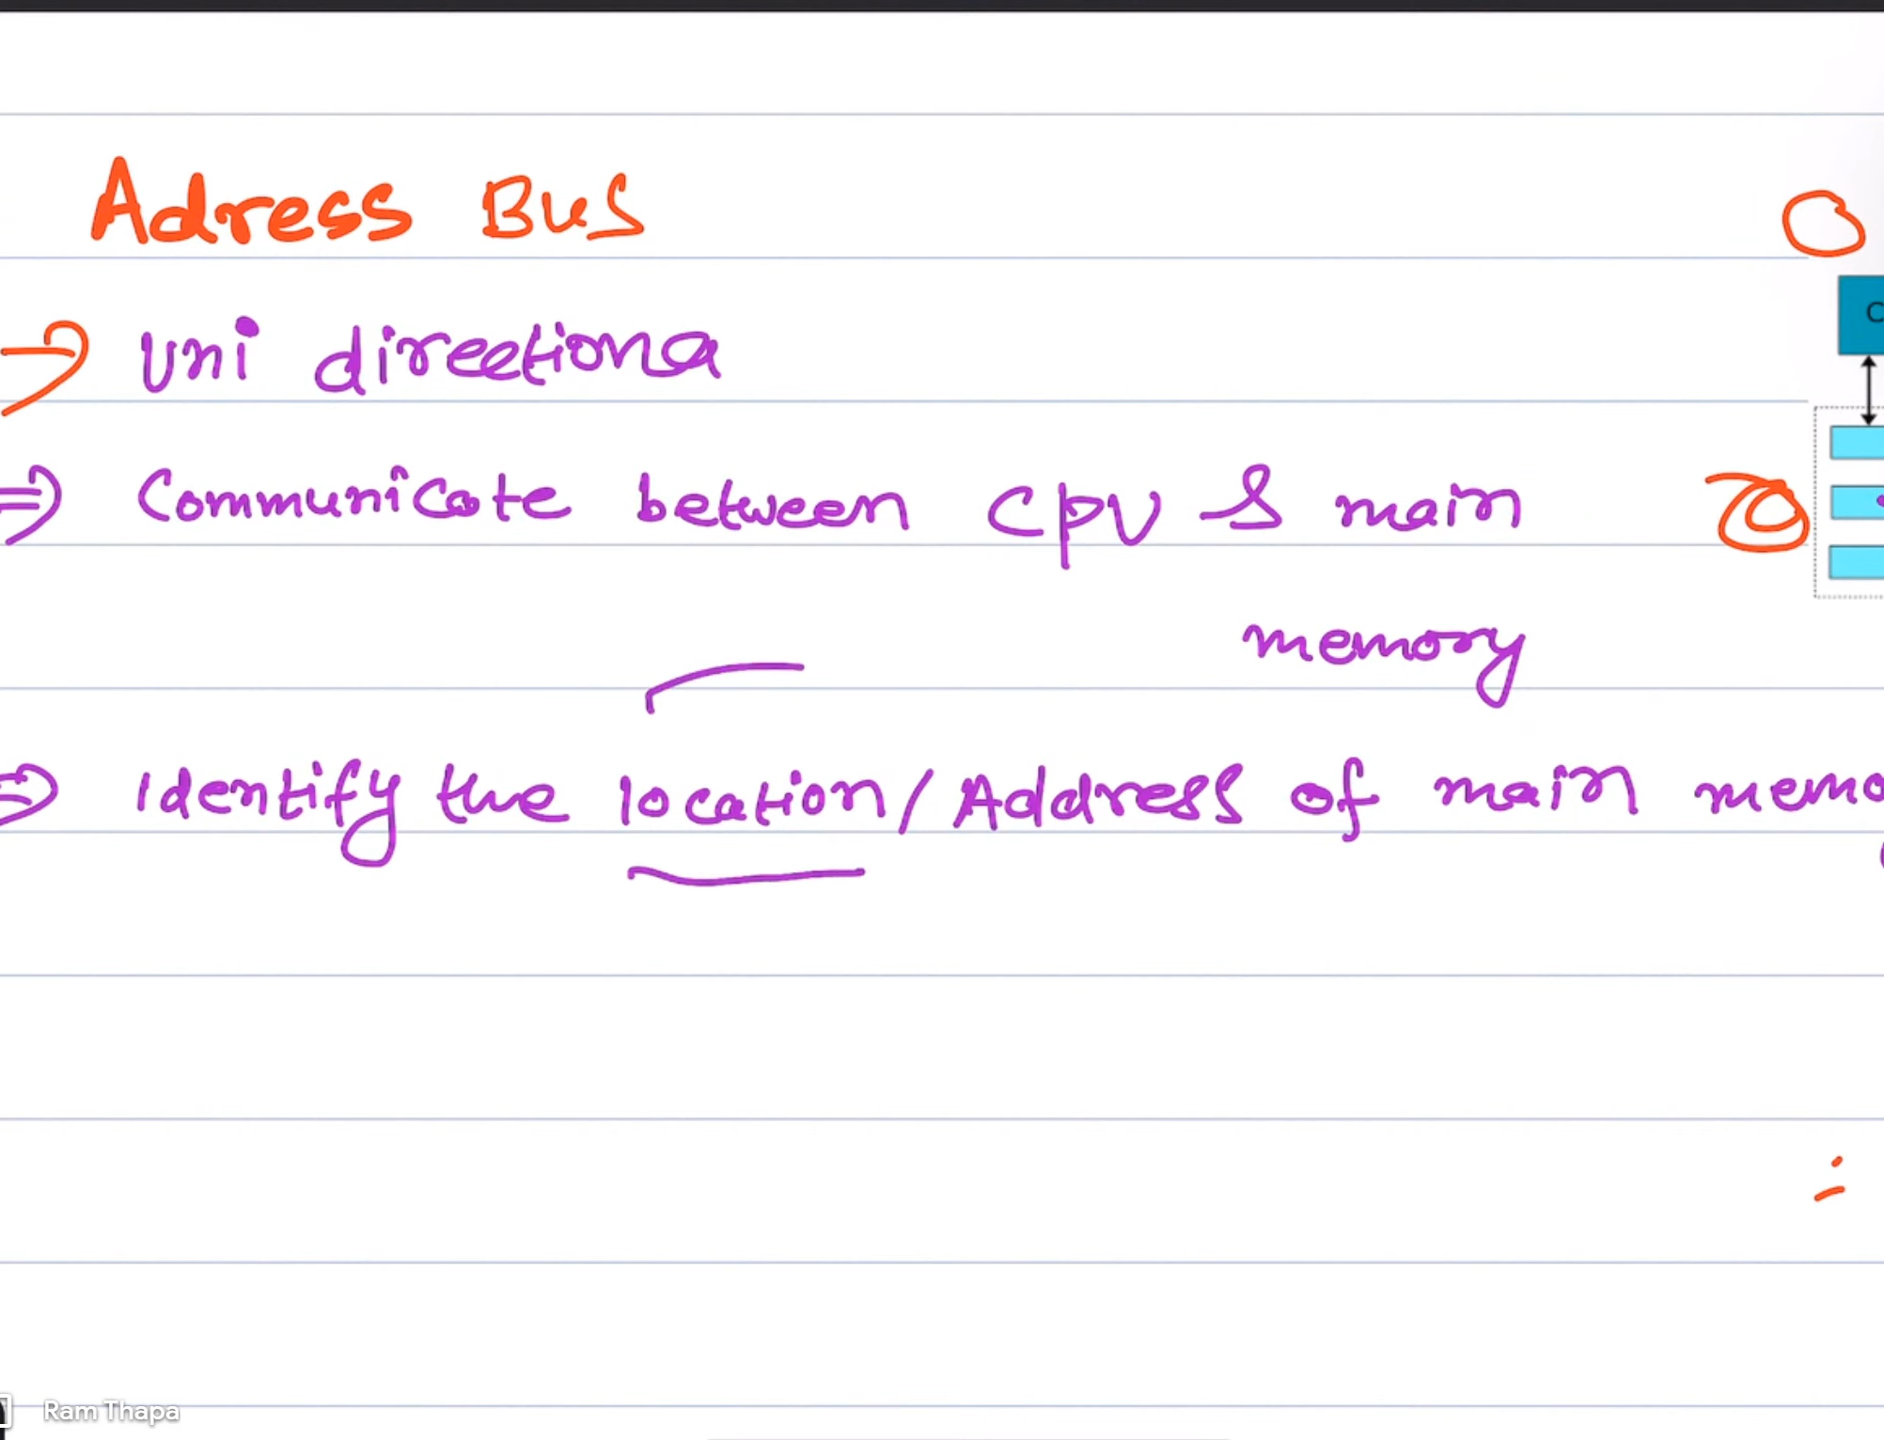 Adress Bus
Uni directiona
Communicate between CPU & main
memory
Identify the location/Address of main memo
Ram Thapa